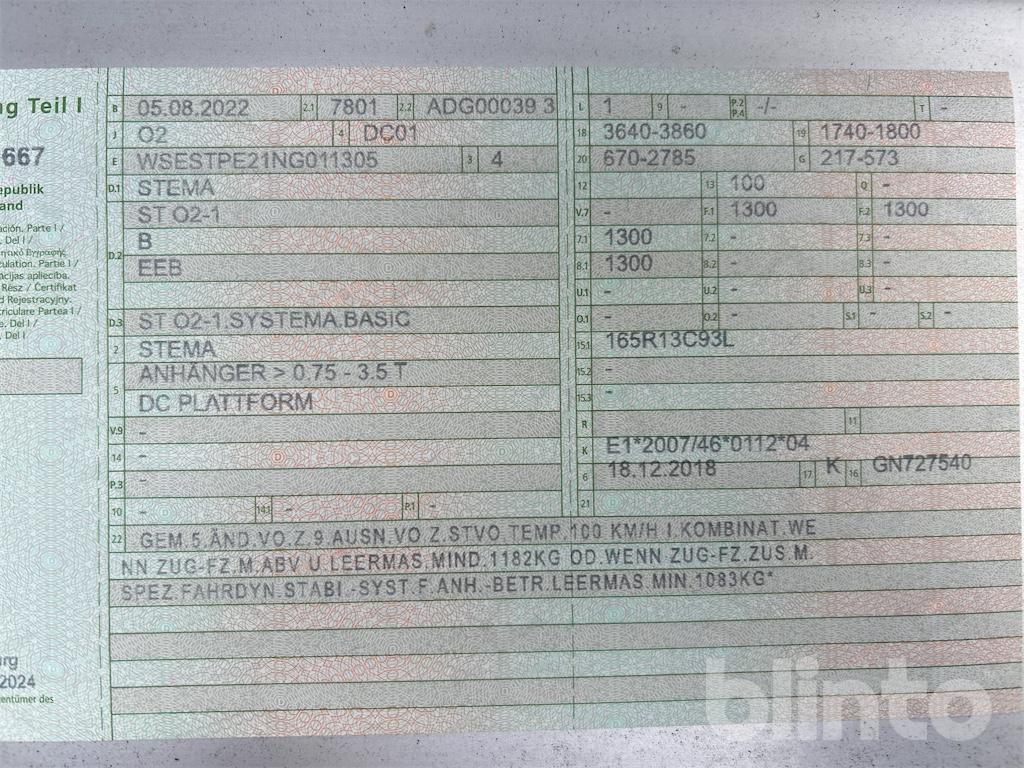 ng Teil I
667
epublik
and
ación. Parte I /
. Del I /
culation. Partie I /
cijas apliecība.
Rész / Certifikat
d Rejestracyjny.
triculare Partea I /
e. Del I /
Del I
urg
2024
entümer des
B 05.08.2022 2.1 7801 2.2 ADG00039 3
J O2 4 DC01
E WSESTPE21NG011305 3 4
D.1 STEMA
ST O2-1
D.2 B
EEB
D.3 ST O2-1,SYSTEMA,BASIC
2 STEMA
5 ANHÄNGER > 0.75 - 3.5 T
DC PLATTFORM
V.9 -
14 -
P.3 -
10 - 14.1 - P.1 -
L 1 9 - P.2 P.4 -/- T -
18 3640-3860 19 1740-1800
20 670-2785 G 217-573
12 13 100 Q -
V.7 - F.1 1300 F.2 1300
7.1 1300 7.2 - 7.3 -
8.1 1300 8.2 - 8.3 -
U.1 - U.2 - U.3 -
O.1 - O.2 - S.1 - S.2 -
15.1 165R13C93L
15.2 -
15.3 -
R 11
K E1*2007/46*0112*04
6 18.12.2018 17 K 16 GN727540
21
22 GEM.5.ÄND.VO.Z.9.AUSN.VO.Z.STVO.TEMP.100 KM/H I.KOMBINAT.WE
NN ZUG-FZ.M.ABV U.LEERMAS.MIND.1182KG OD.WENN ZUG-FZ.ZUS.M.
SPEZ.FAHRDYN.STABI.-SYST.F.ANH.-BETR.LEERMAS.MIN.1083KG*
blinto